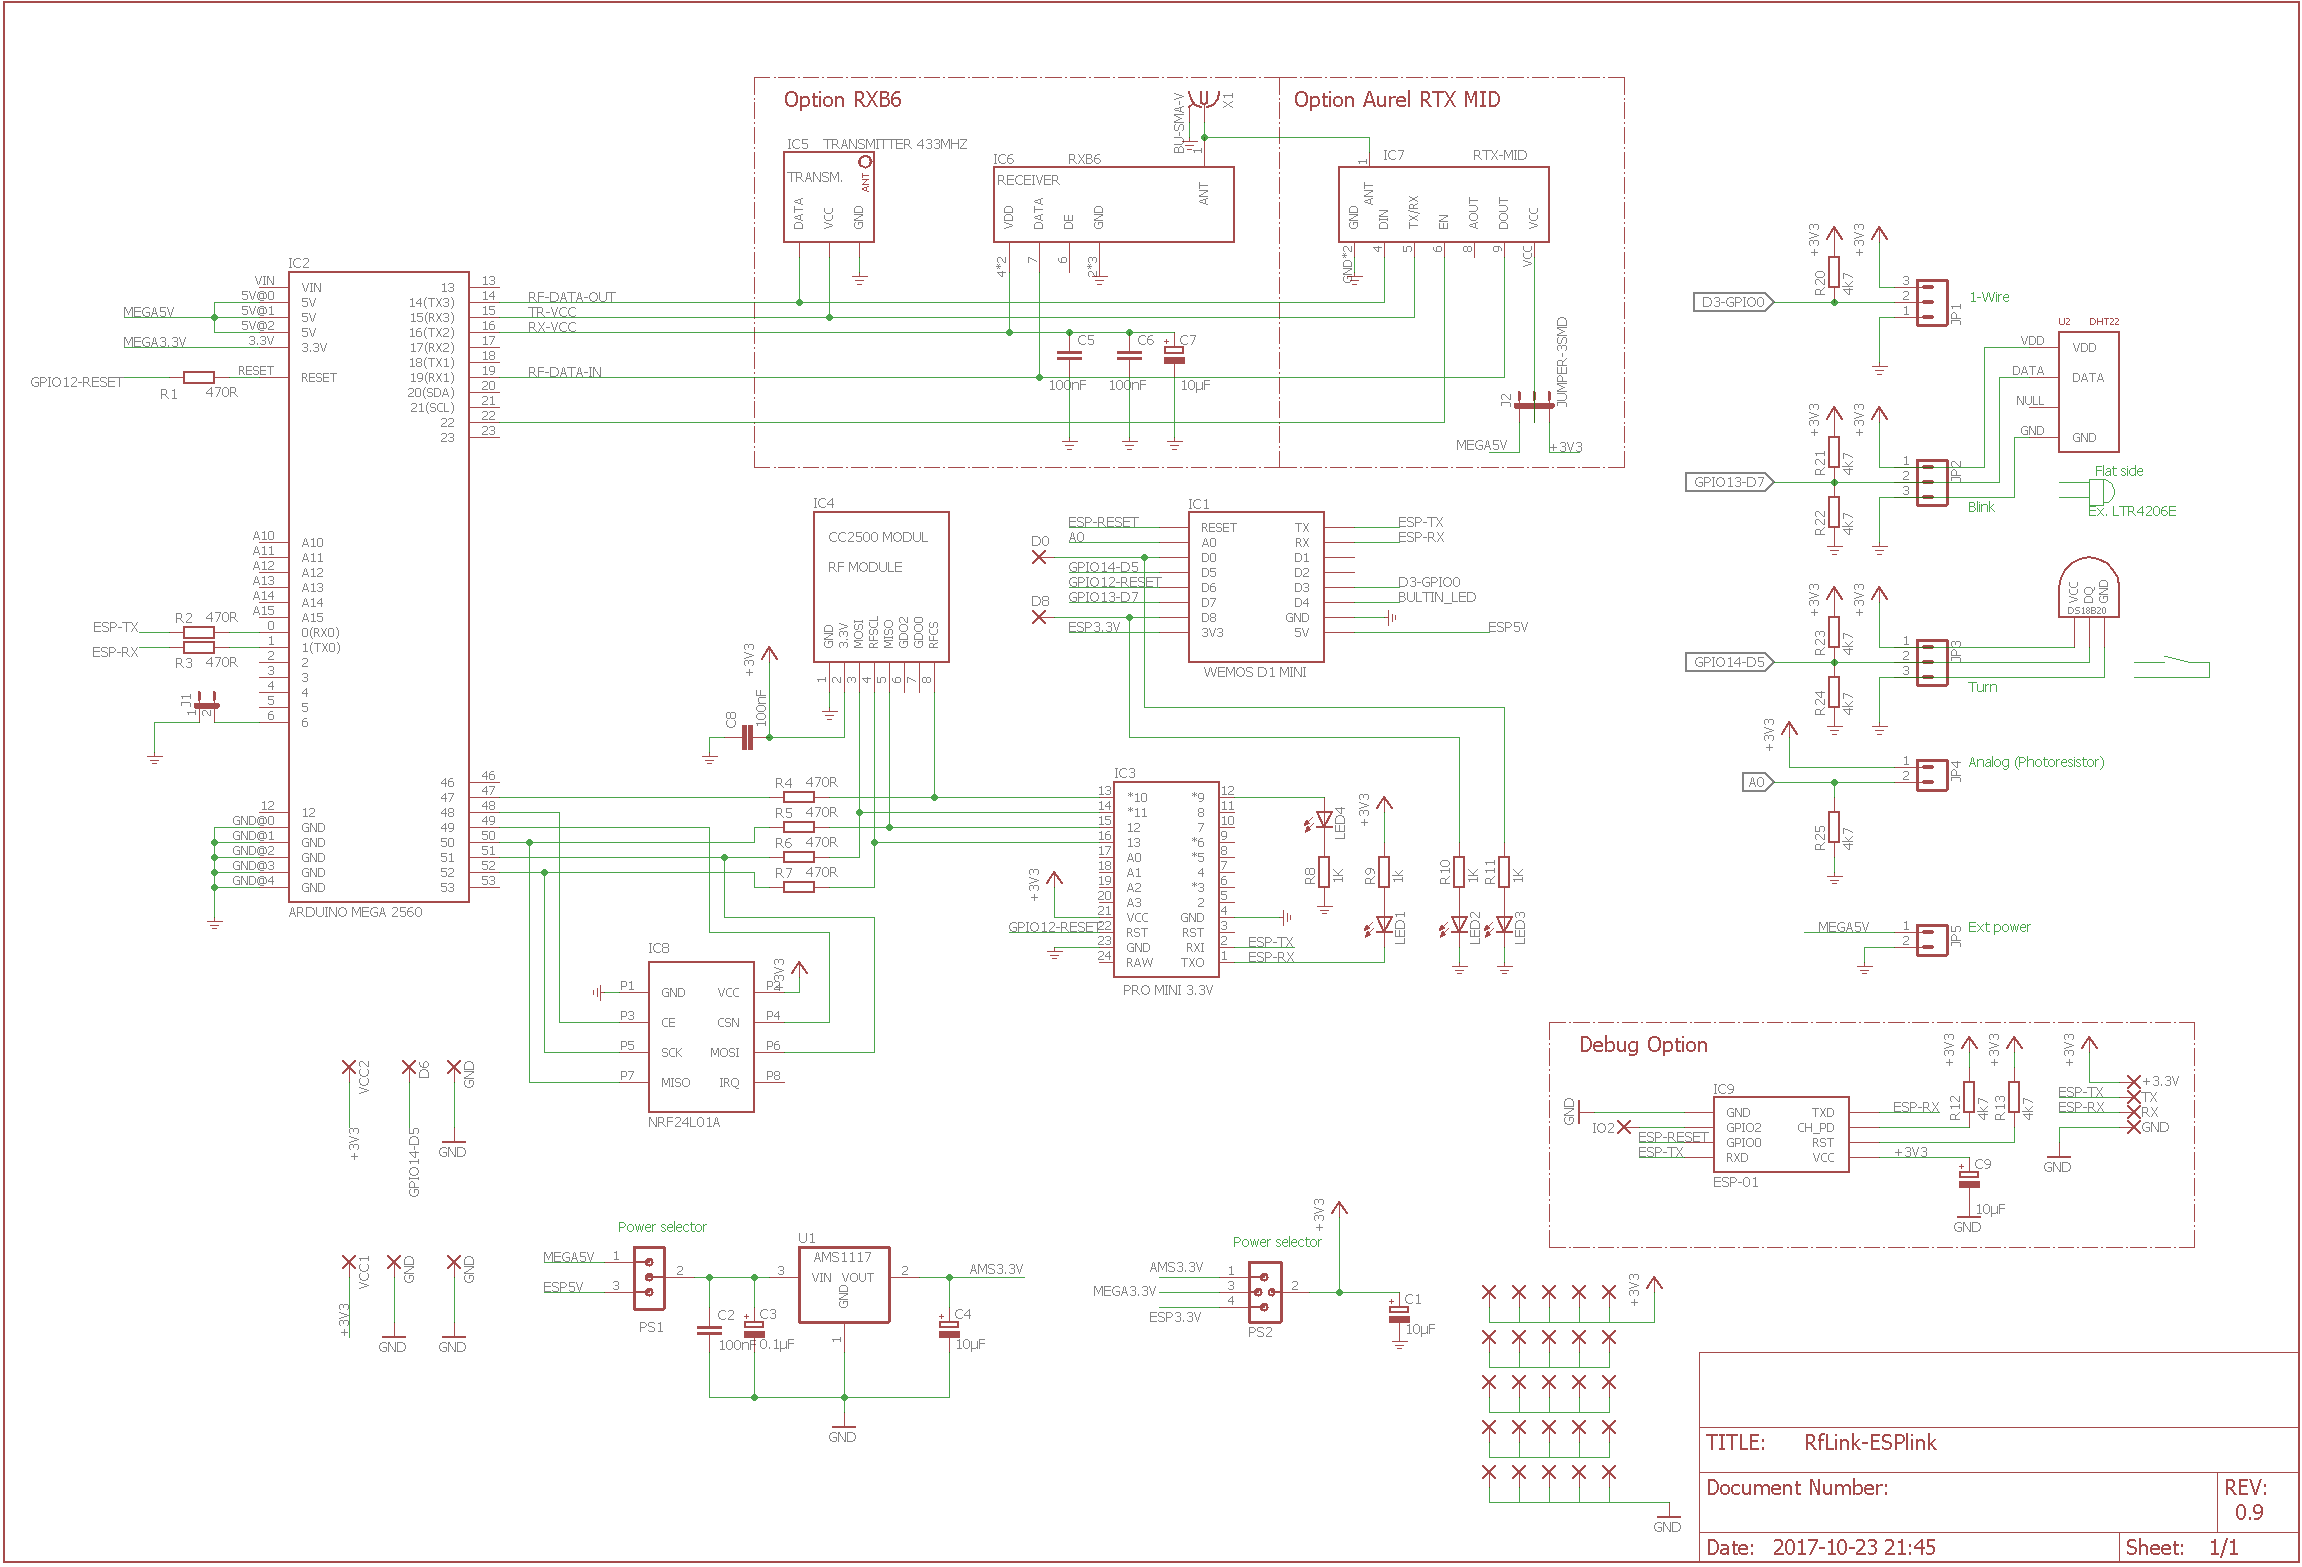 Option RXB6
Option Aurel RTX MID
BU-SMA-V
X1
IC5 TRANSMITTER 433MHZ
TRANSM.
ANT
DATA
VCC
GND
IC6 RXB6
RECEIVER
ANT
1
VDD
DATA
DE
GND
4*2
7
6
2*3
IC7 RTX-MID
1
ANT
GND
DIN
TX/RX
EN
AOUT
DOUT
VCC
GND*2
4
5
6
8
9
VCC
RF-DATA-OUT
TR-VCC
RX-VCC
RF-DATA-IN
C5
100nF
C6
100nF
C7
10µF
J2
JUMPER-3SMD
MEGA5V
+3V3
IC2
VIN VIN
5V@0 5V
5V@1 5V
5V@2 5V
3.3V 3.3V
RESET RESET
MEGA5V
MEGA3.3V
GPIO12-RESET
R1 470R
13 13
14(TX3) 14
15(RX3) 15
16(TX2) 16
17(RX2) 17
18(TX1) 18
19(RX1) 19
20(SDA) 20
21(SCL) 21
22 22
23 23
A10 A10
A11 A11
A12 A12
A13 A13
A14 A14
A15 A15
0 0(RX0)
1 1(TX0)
2 2
3 3
4 4
5 5
6 6
ESP-TX
R2 470R
ESP-RX
R3 470R
J1
1
2
12 12
GND@0 GND
GND@1 GND
GND@2 GND
GND@3 GND
GND@4 GND
46 46
47 47
48 48
49 49
50 50
51 51
52 52
53 53
ARDUINO MEGA 2560
IC4
CC2500 MODUL
RF MODULE
GND
3.3V
MOSI
RFSCL
MISO
GDO2
GDO0
RFCS
1
2
3
4
5
6
7
8
+3V3
C8
100nF
R4 470R
R5 470R
R6 470R
R7 470R
IC1
ESP-RESET RESET
A0 A0
D0 D0
GPIO14-D5 D5
GPIO12-RESET D6
GPIO13-D7 D7
D8 D8
ESP3.3V 3V3
TX ESP-TX
RX ESP-RX
D1
D2
D3 D3-GPIO0
D4 BULTIN_LED
GND
5V ESP5V
WEMOS D1 MINI
IC3
13 *10
14 *11
15 12
16 13
17 A0
18 A1
19 A2
20 A3
21 VCC
22 RST
23 GND
24 RAW
*9 12
8 11
7 10
*6 9
*5 8
4 7
*3 6
2 5
GND 4
RST 3
RXI 2
TXO 1
PRO MINI 3.3V
+3V3
GPIO12-RESET
ESP-TX
ESP-RX
LED4
R8
1K
+3V3
R9
1K
LED1
R10
1K
LED2
R11
1K
LED3
IC8
P1 GND
P3 CE
P5 SCK
P7 MISO
VCC P2
CSN P4
MOSI P6
IRQ P8
+3V3
NRF24L01A
D3-GPIO0
+3V3
R20
4k7
+3V3
3
2
1
JP1
1-Wire
U2 DHT22
VDD VDD
DATA DATA
NULL
GND GND
GPIO13-D7
+3V3
R21
4k7
R22
4k7
+3V3
1
2
3
JP2
Blink
Flat side
Ex. LTR4206E
GPIO14-D5
+3V3
R23
4k7
R24
4k7
+3V3
1
2
3
JP3
Turn
VCC
DQ
GND
DS18B20
A0
+3V3
1
2
JP4
Analog (Photoresistor)
R25
4k7
MEGA5V
1
2
JP5
Ext power
Debug Option
IC9
GND
IO2
ESP-RESET
ESP-TX
GND
GPIO2
GPIO0
RXD
TXD
CH_PD
RST
VCC
ESP-01
ESP-RX
+3V3
+3V3
R12
4k7
+3V3
R13
4k7
C9
10µF
GND
+3V3
+3.3V
ESP-TX TX
ESP-RX RX
GND
GND
VCC2
+3V3
D6
GPIO14-D5
GND
GND
VCC1
+3V3
GND
GND
GND
GND
Power selector
MEGA5V 1
ESP5V 3
2
PS1
C2
100nF
C3
0.1µF
U1
AMS1117
VIN VOUT
GND
3
2
1
C4
10µF
AMS3.3V
GND
Power selector
AMS3.3V 1
MEGA3.3V 3
ESP3.3V 4
2
PS2
+3V3
C1
10µF
+3V3
GND
TITLE: RfLink-ESPlink
Document Number:
REV:
0.9
Date: 2017-10-23 21:45
Sheet: 1/1